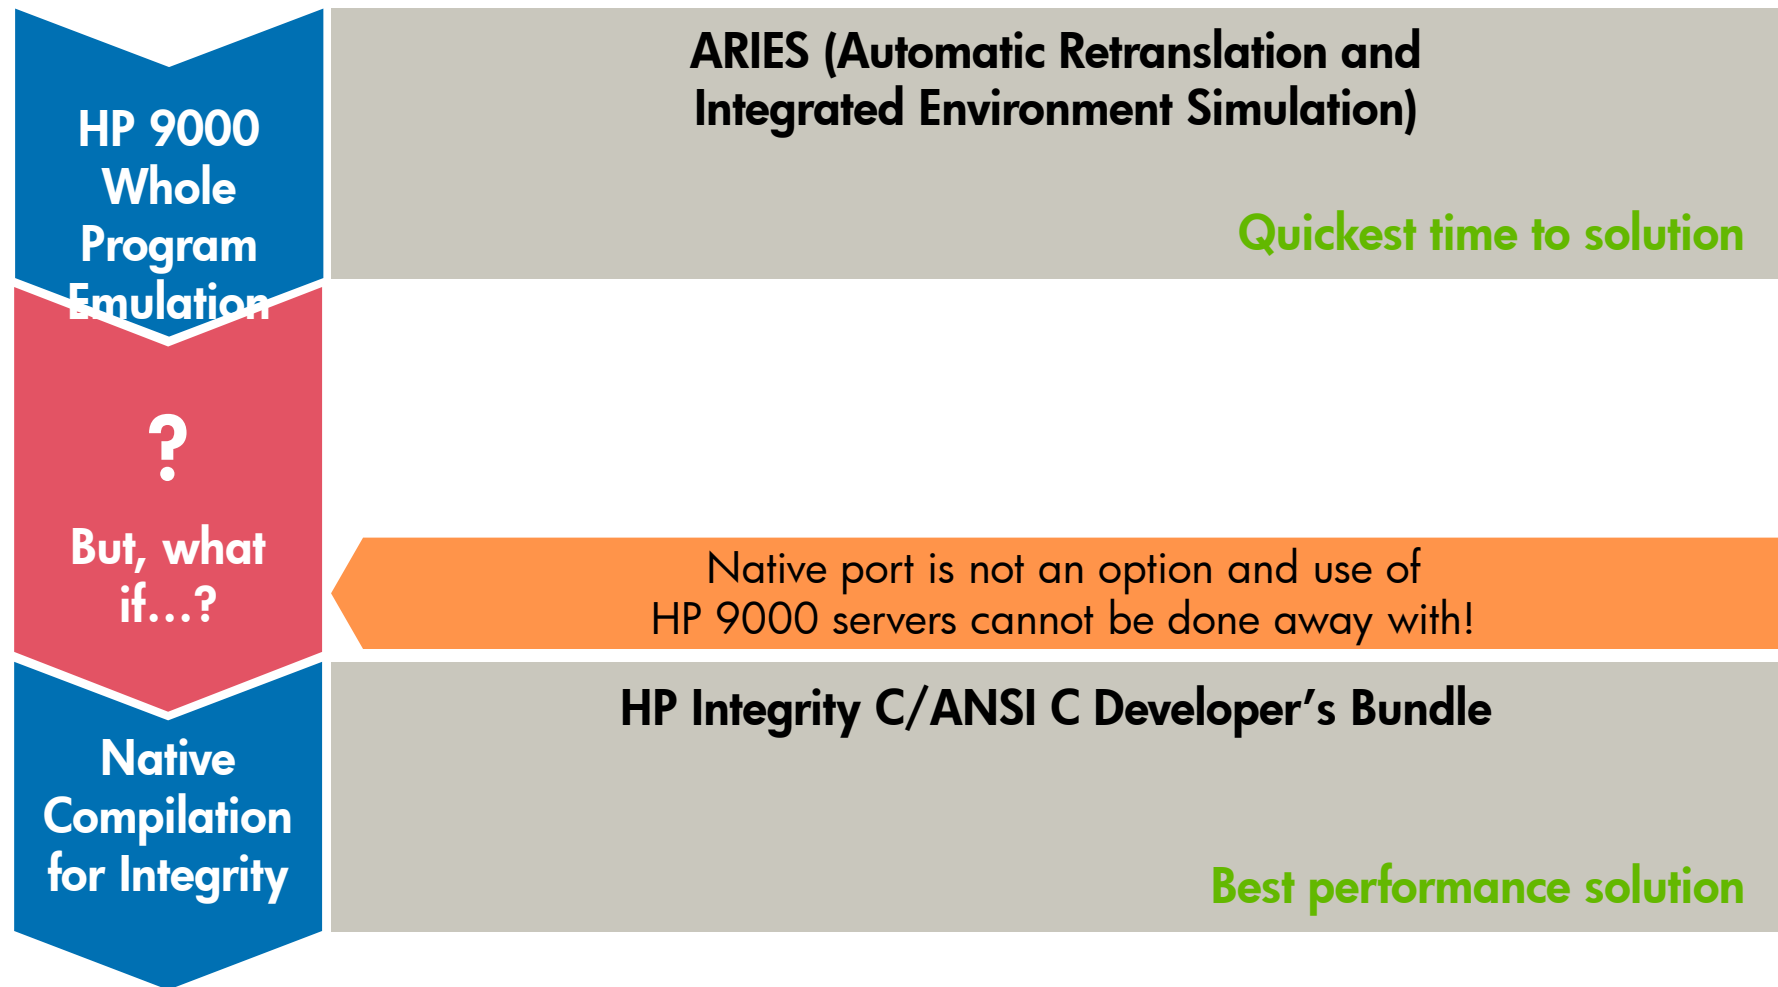 HP 9000
Whole
Program
Emulation
ARIES (Automatic Retranslation and
Integrated Environment Simulation)
Quickest time to solution
?
But, what
if...?
Native port is not an option and use of
HP 9000 servers cannot be done away with!
Native
Compilation
for Integrity
HP Integrity C/ANSI C Developer’s Bundle
Best performance solution